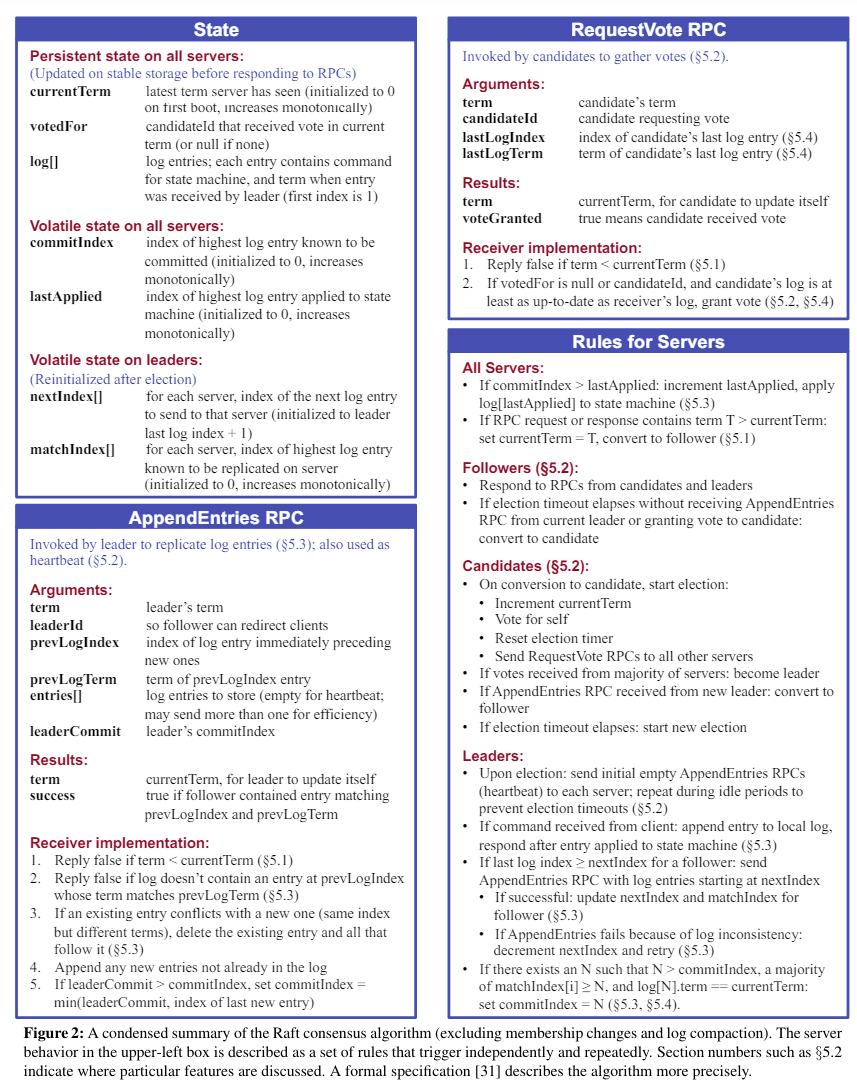 State
Persistent state on all servers:
(Updated on stable storage before responding to RPCs)
currentTerm latest term server has seen (initialized to 0
on first boot, increases monotonically)
votedFor candidateId that received vote in current
term (or null if none)
log[] log entries; each entry contains command
for state machine, and term when entry
was received by leader (first index is 1)
Volatile state on all servers:
commitIndex index of highest log entry known to be
committed (initialized to 0, increases
monotonically)
lastApplied index of highest log entry applied to state
machine (initialized to 0, increases
monotonically)
Volatile state on leaders:
(Reinitialized after election)
nextIndex[] for each server, index of the next log entry
to send to that server (initialized to leader
last log index + 1)
matchIndex[] for each server, index of highest log entry
known to be replicated on server
(initialized to 0, increases monotonically)
AppendEntries RPC
Invoked by leader to replicate log entries (§5.3); also used as
heartbeat (§5.2).
Arguments:
term leader's term
leaderId so follower can redirect clients
prevLogIndex index of log entry immediately preceding
new ones
prevLogTerm term of prevLogIndex entry
entries[] log entries to store (empty for heartbeat;
may send more than one for efficiency)
leaderCommit leader's commitIndex
Results:
term currentTerm, for leader to update itself
success true if follower contained entry matching
prevLogIndex and prevLogTerm
Receiver implementation:
1. Reply false if term < currentTerm (§5.1)
2. Reply false if log doesn't contain an entry at prevLogIndex
whose term matches prevLogTerm (§5.3)
3. If an existing entry conflicts with a new one (same index
but different terms), delete the existing entry and all that
follow it (§5.3)
4. Append any new entries not already in the log
5. If leaderCommit > commitIndex, set commitIndex =
min(leaderCommit, index of last new entry)
RequestVote RPC
Invoked by candidates to gather votes (§5.2).
Arguments:
term candidate's term
candidateId candidate requesting vote
lastLogIndex index of candidate's last log entry (§5.4)
lastLogTerm term of candidate's last log entry (§5.4)
Results:
term currentTerm, for candidate to update itself
voteGranted true means candidate received vote
Receiver implementation:
1. Reply false if term < currentTerm (§5.1)
2. If votedFor is null or candidateId, and candidate's log is at
least as up-to-date as receiver's log, grant vote (§5.2, §5.4)
Rules for Servers
All Servers:
• If commitIndex > lastApplied: increment lastApplied, apply
log[lastApplied] to state machine (§5.3)
• If RPC request or response contains term T > currentTerm:
set currentTerm = T, convert to follower (§5.1)
Followers (§5.2):
• Respond to RPCs from candidates and leaders
• If election timeout elapses without receiving AppendEntries
RPC from current leader or granting vote to candidate:
convert to candidate
Candidates (§5.2):
• On conversion to candidate, start election:
• Increment currentTerm
• Vote for self
• Reset election timer
• Send RequestVote RPCs to all other servers
• If votes received from majority of servers: become leader
• If AppendEntries RPC received from new leader: convert to
follower
• If election timeout elapses: start new election
Leaders:
• Upon election: send initial empty AppendEntries RPCs
(heartbeat) to each server; repeat during idle periods to
prevent election timeouts (§5.2)
• If command received from client: append entry to local log,
respond after entry applied to state machine (§5.3)
• If last log index ≥ nextIndex for a follower: send
AppendEntries RPC with log entries starting at nextIndex
• If successful: update nextIndex and matchIndex for
follower (§5.3)
• If AppendEntries fails because of log inconsistency:
decrement nextIndex and retry (§5.3)
• If there exists an N such that N > commitIndex, a majority
of matchIndex[i] ≥ N, and log[N].term == currentTerm:
set commitIndex = N (§5.3, §5.4).
Figure 2: A condensed summary of the Raft consensus algorithm (excluding membership changes and log compaction). The server
behavior in the upper-left box is described as a set of rules that trigger independently and repeatedly. Section numbers such as §5.2
indicate where particular features are discussed. A formal specification [31] describes the algorithm more precisely.